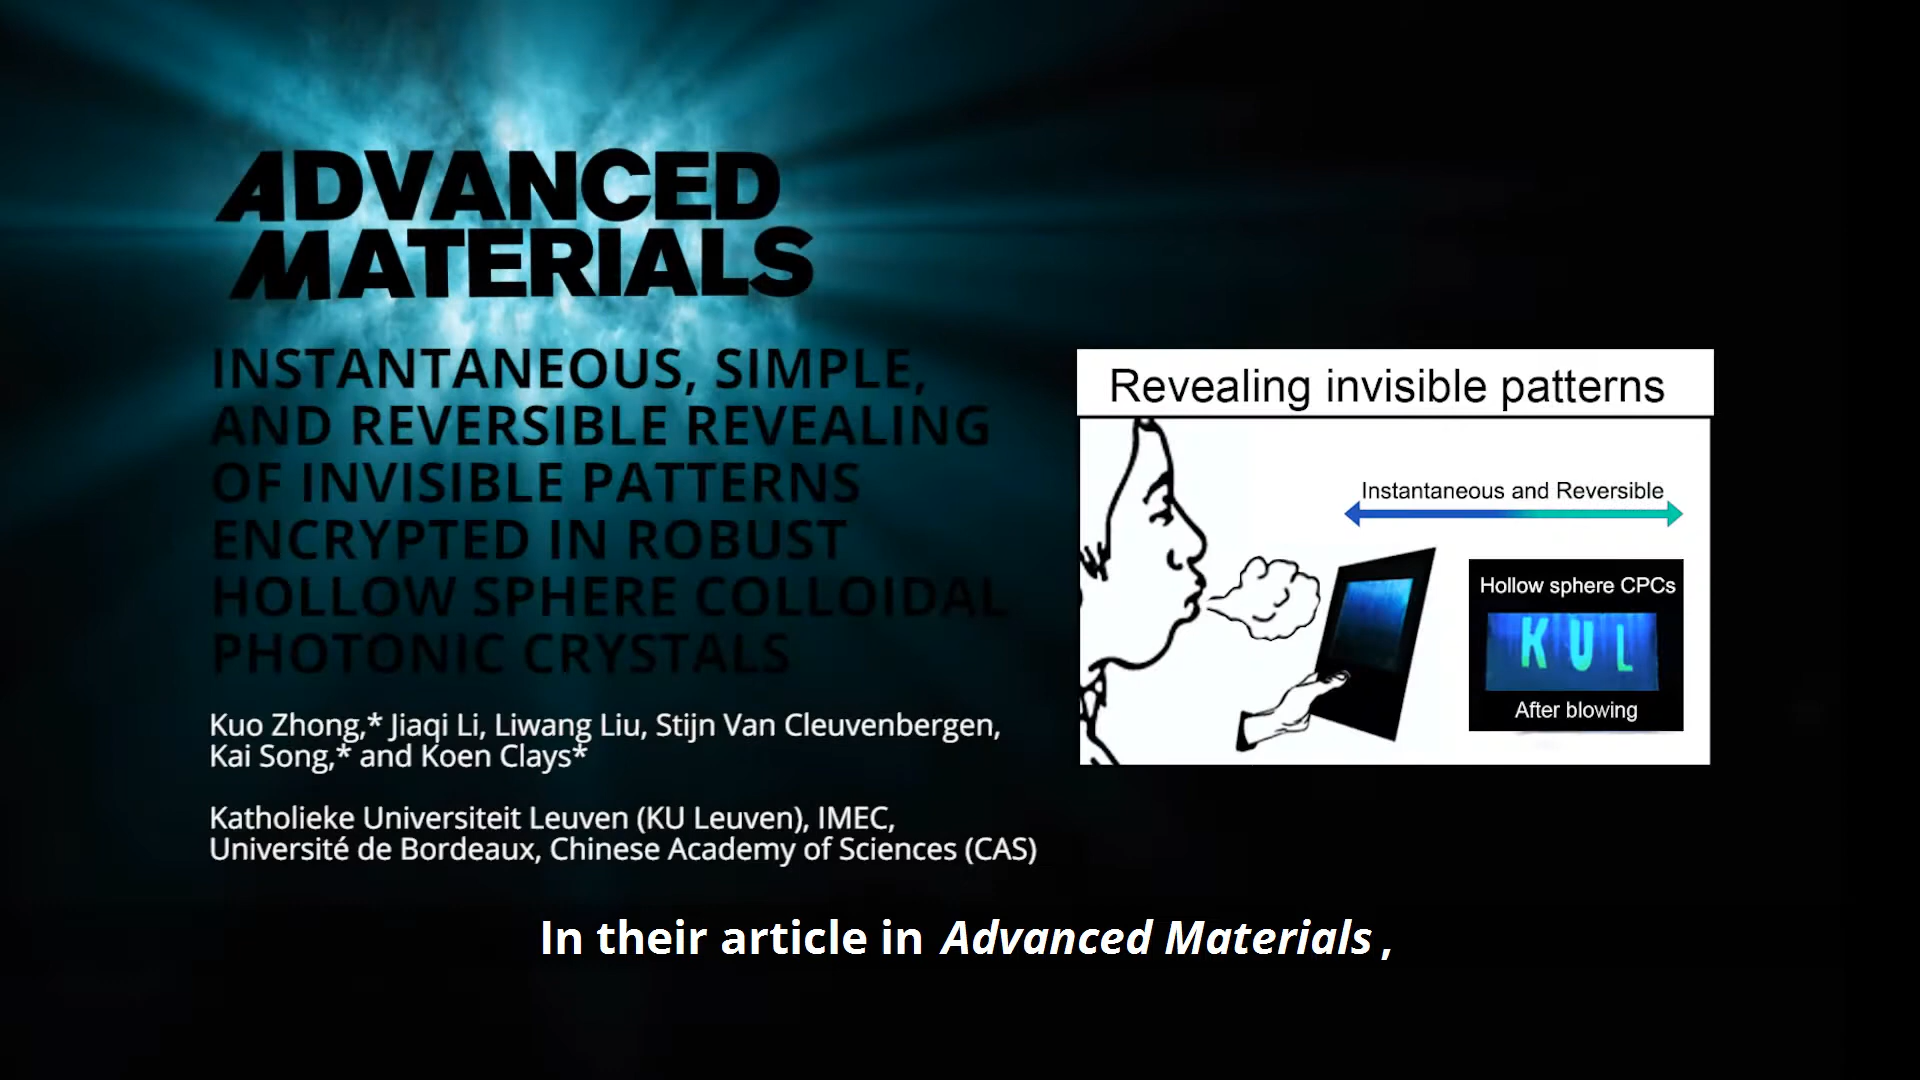 ADVANCED
MATERIALS
INSTANTANEOUS, SIMPLE,
AND REVERSIBLE REVEALING
OF INVISIBLE PATTERNS
ENCRYPTED IN ROBUST
HOLLOW SPHERE COLLOIDAL
PHOTONIC CRYSTALS
Kuo Zhong,* Jiaqi Li, Liwang Liu, Stijn Van Cleuvenbergen,
Kai Song,* and Koen Clays*
Katholieke Universiteit Leuven (KU Leuven), IMEC,
Université de Bordeaux, Chinese Academy of Sciences (CAS)
Revealing invisible patterns
Instantaneous and Reversible
Hollow sphere CPCs
K U L
After blowing
In their article in Advanced Materials,